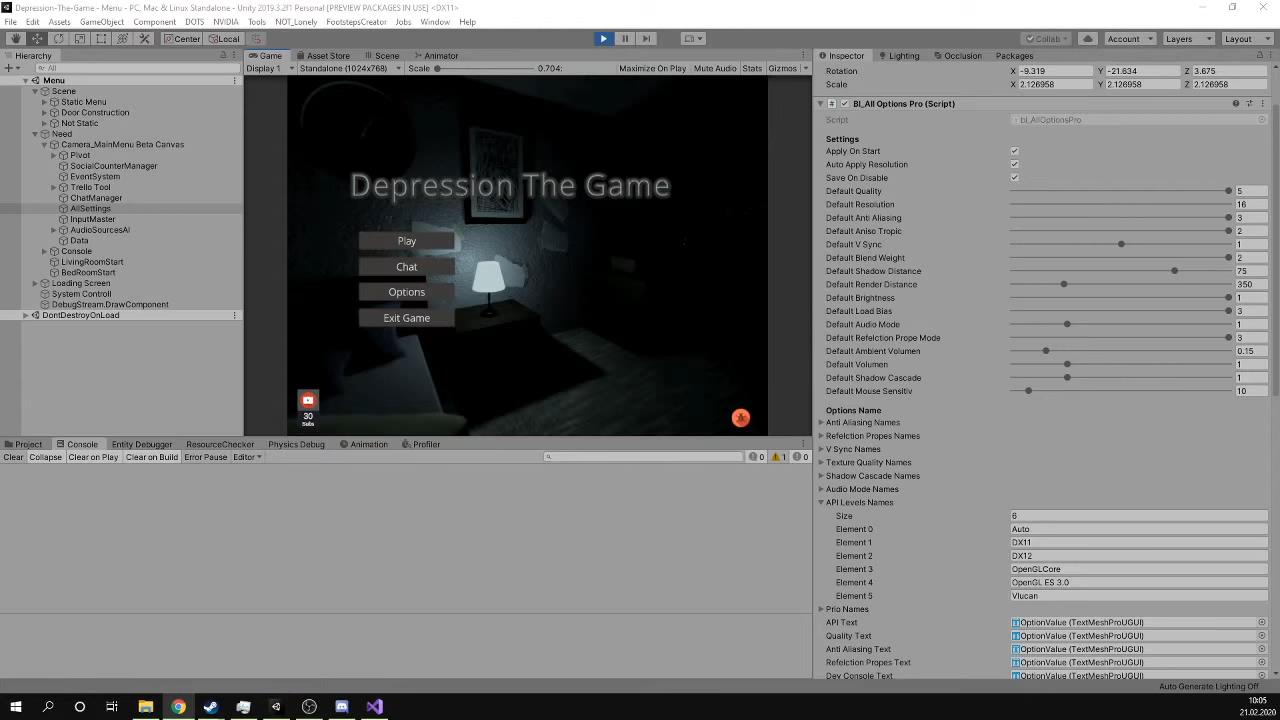 Depression-The-Game - Menu - PC, Mac & Linux Standalone - Unity 2019.3.2f1 Personal [PREVIEW PACKAGES IN USE] <DX11>
File Edit Assets GameObject Component DOTS NVIDIA Tools NOT_Lonely FootstepsCreator Jobs Window Help
Center Local Collab Account Layers Layout
Hierarchy
All
Menu
Scene
Static Menu
Door Construction
Not Static
Need
Camera_MainMenu Beta Canvas
Pivot
SocialCounterManager
EventSystem
Trello Tool
ChatManager
AllSettings
InputMaster
AudioSourcesAl
Data
Console
LivingRoomStart
BedRoomStart
Loading Screen
System Controll
DebugStream.DrawComponent
DontDestroyOnLoad
Game Asset Store Scene Animator
Display 1 Standalone (1024x768) Scale 0.704: Maximize On Play Mute Audio Stats Gizmos
Depression The Game
Play
Chat
Options
Exit Game
30
Subs
Project Console Entity Debugger ResourceChecker Physics Debug Animation Profiler
Clear Collapse Clear on Play Clear on Build Error Pause Editor 0 1 0
Inspector Lighting Occlusion Packages
Rotation X -9.319 Y -21.634 Z 3.675
Scale X 2.126958 Y 2.126958 Z 2.126958
Bl_All Options Pro (Script)
Script bl_AllOptionsPro
Settings
Apply On Start
Auto Apply Resolution
Save On Disable
Default Quality 5
Default Resolution 16
Default Anti Aliasing 3
Default Aniso Tropic 2
Default V Sync 1
Default Blend Weight 2
Default Shadow Distance 75
Default Render Distance 350
Default Brightness 1
Default Load Bias 3
Default Audio Mode 1
Default Refelction Prope Mode 3
Default Ambient Volumen 0.15
Default Volumen 1
Default Shadow Cascade 1
Default Mouse Sensitiv 10
Options Name
Anti Aliasing Names
Refelction Propes Names
V Sync Names
Texture Quality Names
Shadow Cascade Names
Audio Mode Names
API Levels Names
Size 6
Element 0 Auto
Element 1 DX11
Element 2 DX12
Element 3 OpenGLCore
Element 4 OpenGL ES 3.0
Element 5 Vlucan
Prio Names
API Text OptionValue (TextMeshProUGUI)
Quality Text OptionValue (TextMeshProUGUI)
Anti Aliasing Text OptionValue (TextMeshProUGUI)
Refelction Propes Text OptionValue (TextMeshProUGUI)
Dev Console Text OptionValue (TextMeshProUGUI)
Auto Generate Lighting Off
10:05
21.02.2020